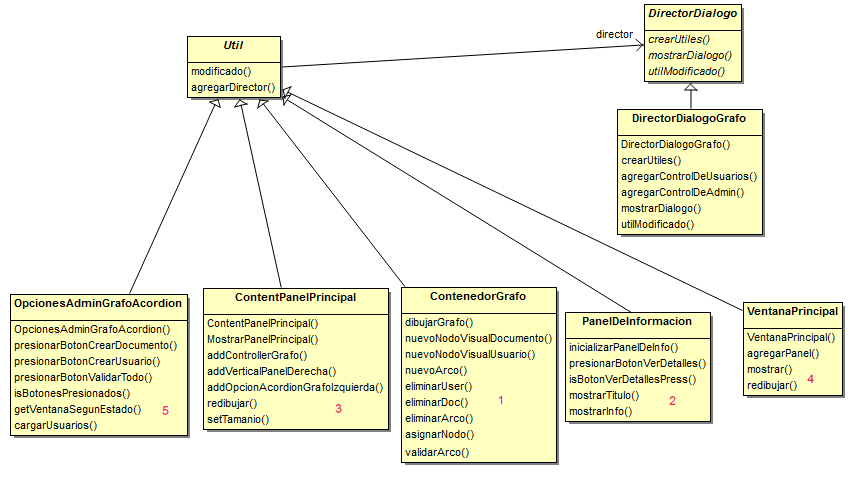 DirectorDialogo
crearUtiles()
mostrarDialogo()
utilModificado()
director
Util
modificado()
agregarDirector()
DirectorDialogoGrafo
DirectorDialogoGrafo()
crearUtiles()
agregarControlDeUsuarios()
agregarControlDeAdmin()
mostrarDialogo()
utilModificado()
OpcionesAdminGrafoAcordion
OpcionesAdminGrafoAcordion()
presionarBotonCrearDocumento()
presionarBotonCrearUsuario()
presionarBotonValidarTodo()
isBotonesPresionados()
getVentanaSegunEstado()
cargarUsuarios()
5
ContentPanelPrincipal
ContentPanelPrincipal()
MostrarPanelPrincipal()
addControllerGrafo()
addVerticalPanelDerecha()
addOpcionAcordionGrafoIzquierda()
redibujar()
setTamanio()
3
ContenedorGrafo
dibujarGrafo()
nuevoNodoVisualDocumento()
nuevoNodoVisualUsuario()
nuevoArco()
eliminarUser()
eliminarDoc()
eliminarArco()
asignarNodo()
validarArco()
1
PanelDeInformacion
inicializarPanelDeInfo()
presionarBotonVerDetalles()
isBotonVerDetallesPress()
mostrarTitulo()
mostrarInfo()
2
VentanaPrincipal
VentanaPrincipal()
agregarPanel()
mostrar()
redibujar()
4